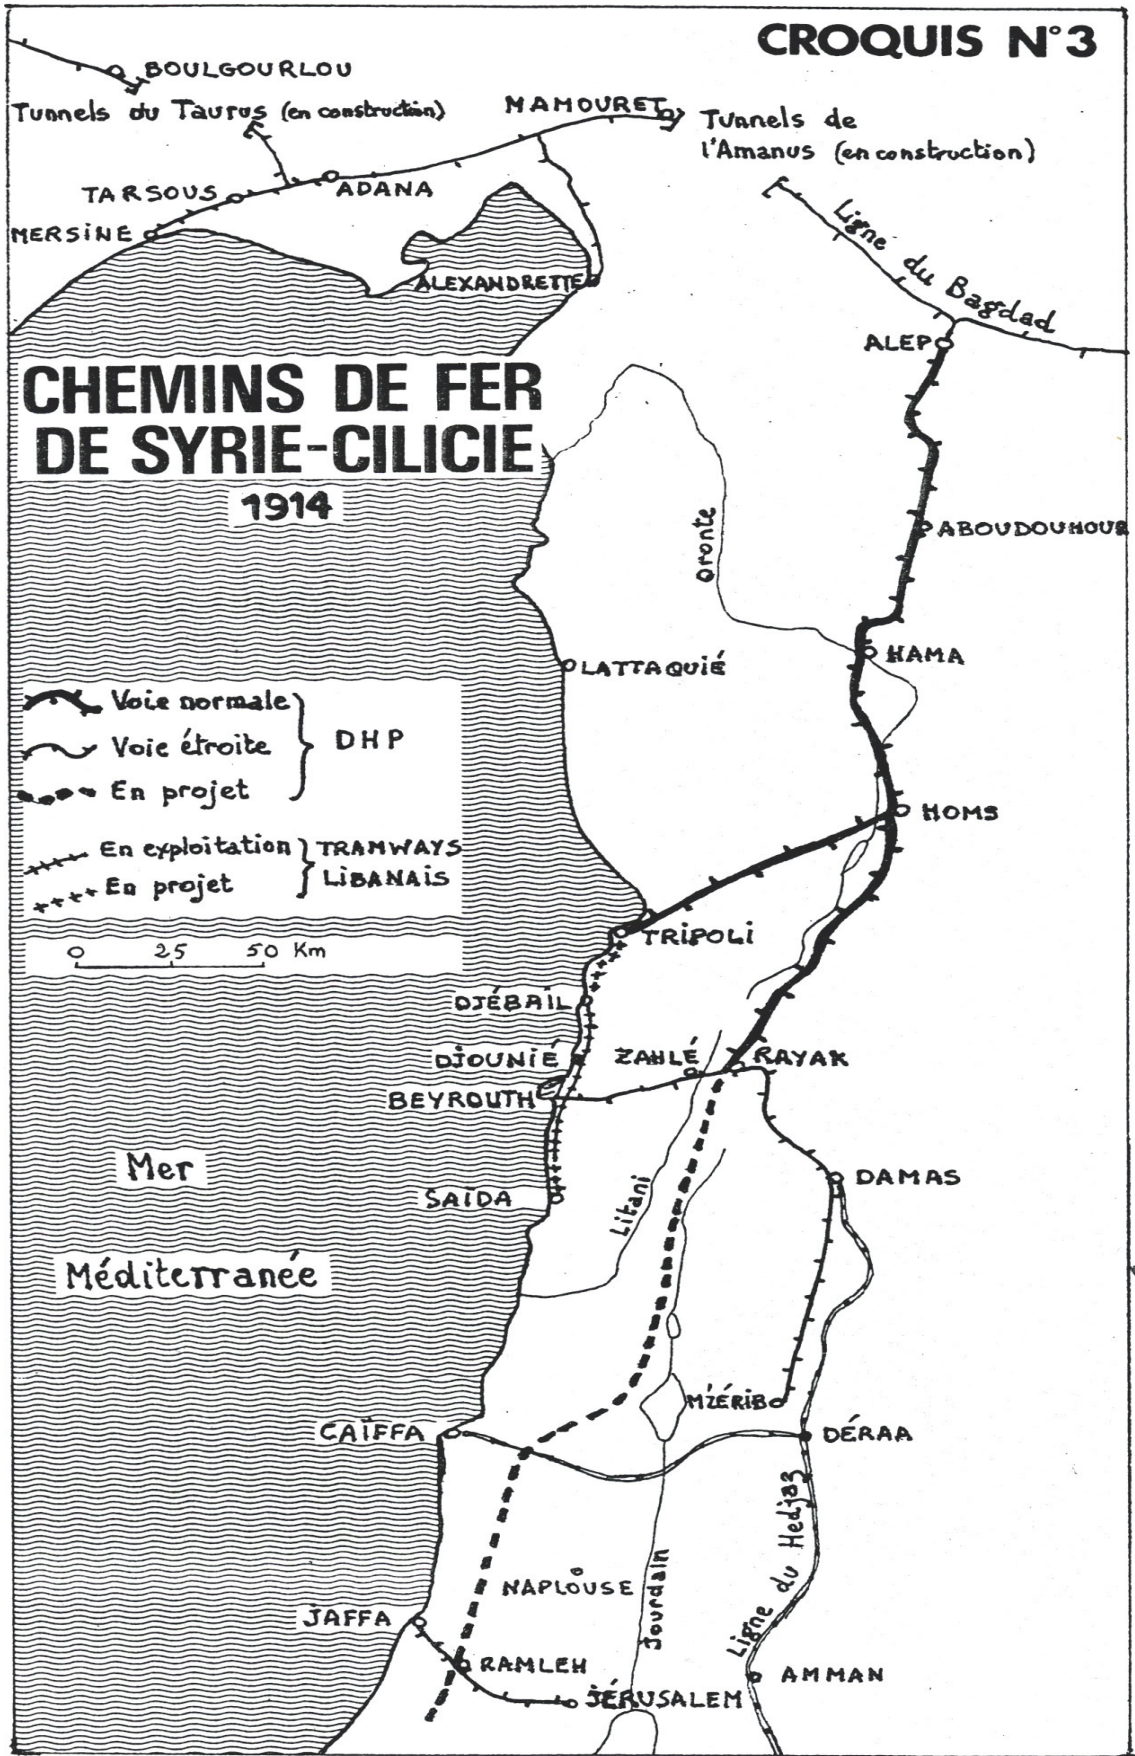 CROQUIS N°3
BOULGOURLOU
Tunnels du Taurus (en construction)
MAMOURET
Tunnels de
l'Amanus (en construction)
TARSOUS
ADANA
MERSINE
ALEXANDRETTE
Ligne du Bagdad
ALEP
CHEMINS DE FER
DE SYRIE-CILICIE
1914
Oronte
ABOUDOUHOUR
HAMA
LATTAQUIÉ
Voie normale
Voie étroite
DHP
En projet
HOMS
En exploitation
TRAMWAYS
LIBANAIS
En projet
0 25 50 Km
TRIPOLI
DJÉBAIL
DJOUNIÉ
ZAHLÉ
RAYAK
BEYROUTH
Mer
DAMAS
SAÏDA
Litani
Méditerranée
MZÉRIB
CAÏFFA
DÉRAA
Ligne du Hedjaz
NAPLOUSE
Jourdain
JAFFA
RAMLEH
AMMAN
JÉRUSALEM